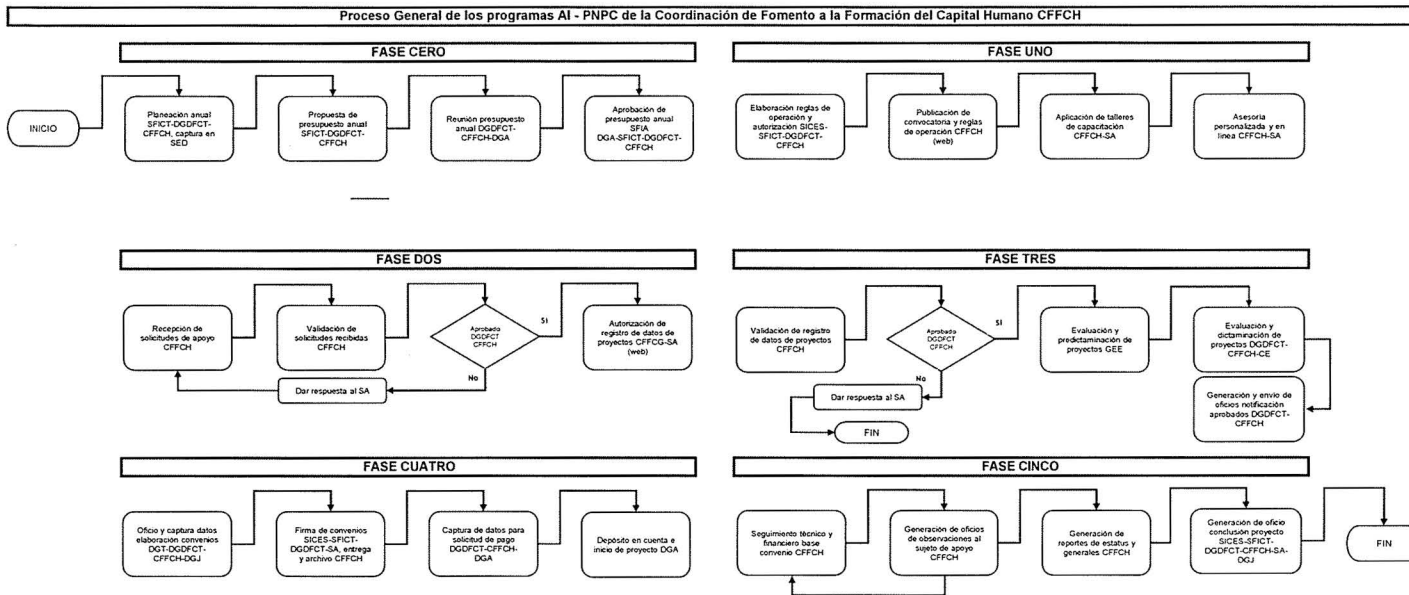 Proceso General de los programas AI - PNPC de la Coordinación de Fomento a la Formación del Capital Humano CFFCH
FASE CERO
INICIO
Planeación anual
SFICT-DGDFCT-
CFFCH, captura en
SED
Propuesta de
presupuesto anual
SFICT-DGDFCT-
CFFCH
Reunión presupuesto
anual DGDFCT-
CFFCH-DGA
Aprobación de
presupuesto anual
SFIA
DGA-SFICT-DGDFCT-
CFFCH
FASE UNO
Elaboración reglas de
operación y
autorización SICES-
SFICT-DGDFCT-
CFFCH
Publicación de
convocatoria y reglas
de operación CFFCH
(web)
Aplicación de talleres
de capacitación
CFFCH-SA
Asesoria
personalizada y en
linea CFFCH-SA
FASE DOS
Recepción de
solicitudes de apoyo
CFFCH
Validación de
solicitudes recibidas
CFFCH
Aprobado
DGDFCT
CFFCH
SI
No
Dar respuesta al SA
Autorización de
registro de datos de
proyectos CFFCG-SA
(web)
FASE TRES
Validación de registro
de datos de proyectos
CFFCH
Aprobado
DGDFCT
CFFCH
SI
No
Dar respuesta al SA
FIN
Evaluación y
predictaminación de
proyectos GEE
Evaluación y
dictaminación de
proyectos DGDFCT-
CFFCH-CE
Generación y envio de
oficios notificación
aprobados DGDFCT-
CFFCH
FASE CUATRO
Oficio y captura datos
elaboración convenios
DGT-DGDFCT-
CFFCH-DGJ
Firma de convenios
SICES-SFICT-
DGDFCT-SA, entrega
y archivo CFFCH
Captura de datos para
solicitud de pago
DGDFCT-CFFCH-
DGA
Depósito en cuenta e
inicio de proyecto DGA
FASE CINCO
Seguimiento técnico y
financiero base
convenio CFFCH
Generación de oficios
de observaciones al
sujeto de apoyo
CFFCH
Generación de
reportes de estatus y
generales CFFCH
Generación de oficio
conclusión proyecto
SICES-SFICT-
DGDFCT-CFFCH-SA-
DGJ
FIN